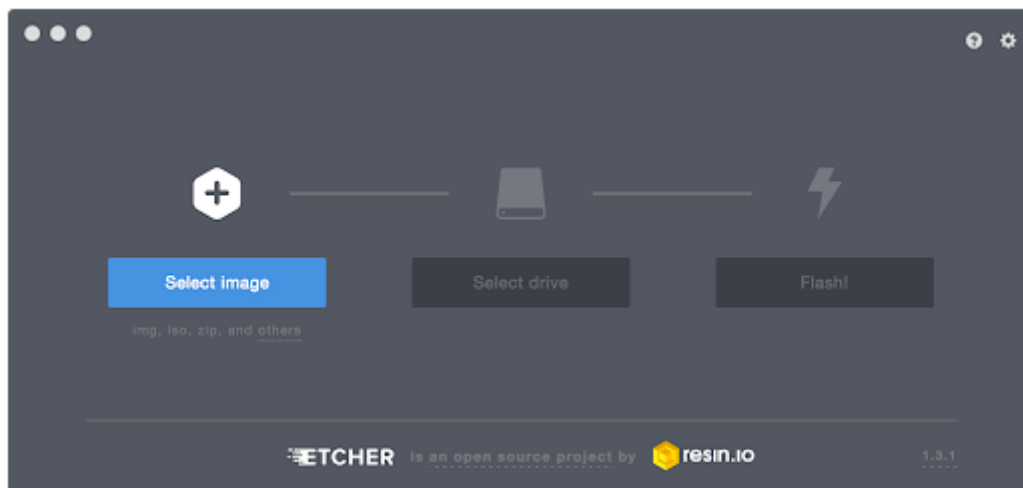 Select image
Select drive
Flash!
img, iso, zip, and others
ETCHER is an open source project by resin.io
1.3.1